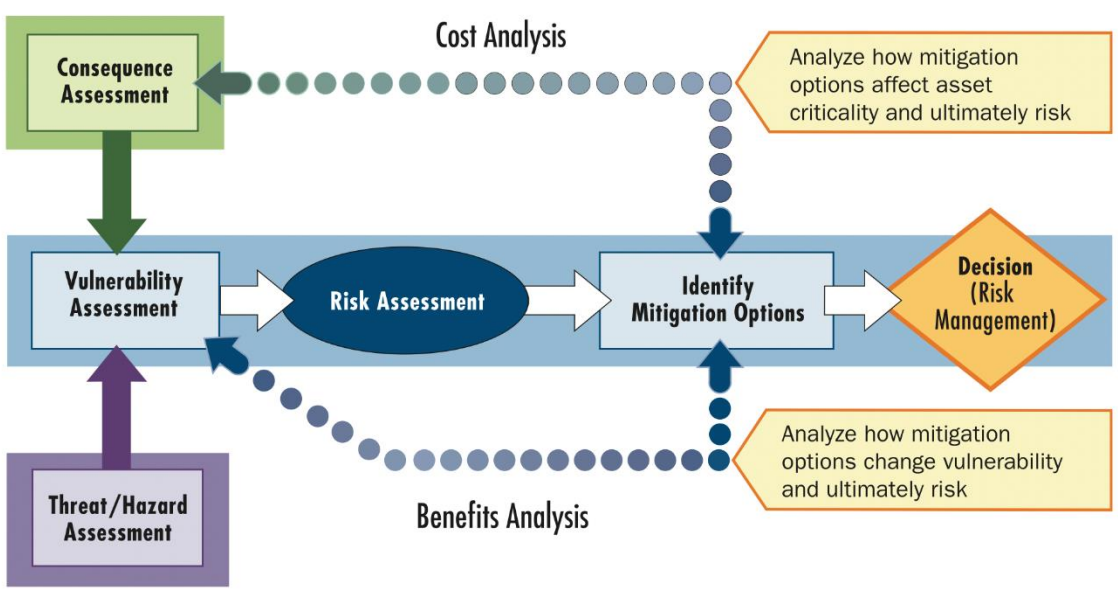 Cost Analysis
Consequence
Assessment
Analyze how mitigation
options affect asset
criticality and ultimately risk
Vulnerability
Assessment
Risk Assessment
Identify
Mitigation Options
Decision
(Risk
Management)
Threat/Hazard
Assessment
Benefits Analysis
Analyze how mitigation
options change vulnerability
and ultimately risk